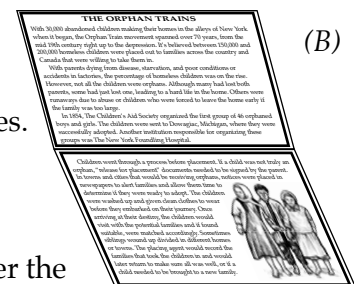 THE ORPHAN TRAINS
With 30,000 abandoned children making their homes in the alleys of New York
when it began, the Orphan Train movement spanned over 70 years, from the
mid 19th century right up to the depression. It's believed between 150,000 and
200,000 homeless children were placed out to families across the country and
Canada that were willing to take them in.
With parents dying from disease, starvation, and poor conditions or
accidents in factories, the percentage of homeless children was on the rise.
However, not all the children were orphans. Although many had lost both
parents, some had just lost one, leading to a hard life in the home. Others were
runaways due to abuse or children who were forced to leave the home early if
the family was too large.
In 1854, The Children's Aid Society organized the first group of 46 orphaned
boys and girls. The children were sent to Dowagiac, Michigan, where they were
successfully adopted. Another institution responsible for organizing these
groups was The New York Foundling Hospital.
(B)
es.
Children went through a process before placement. If a child was not truly an
orphan, "release for placement" documents needed to be signed by the parent.
In towns and cities that would be receiving orphans, notices were placed in
newspapers to alert families and allow them time to
determine if they were ready to adopt. The children
were washed up and given clean clothes to wear
before they embarked on their journey. Once
arriving at their destiny, the children would
visit with the potential families and if found
suitable, were matched accordingly. Sometimes
siblings wound up divided in different homes
or towns. The placing agent would record the
families that took the children in and would
later return to make sure all was well, or if a
child needed to be brought to a new family.
er the